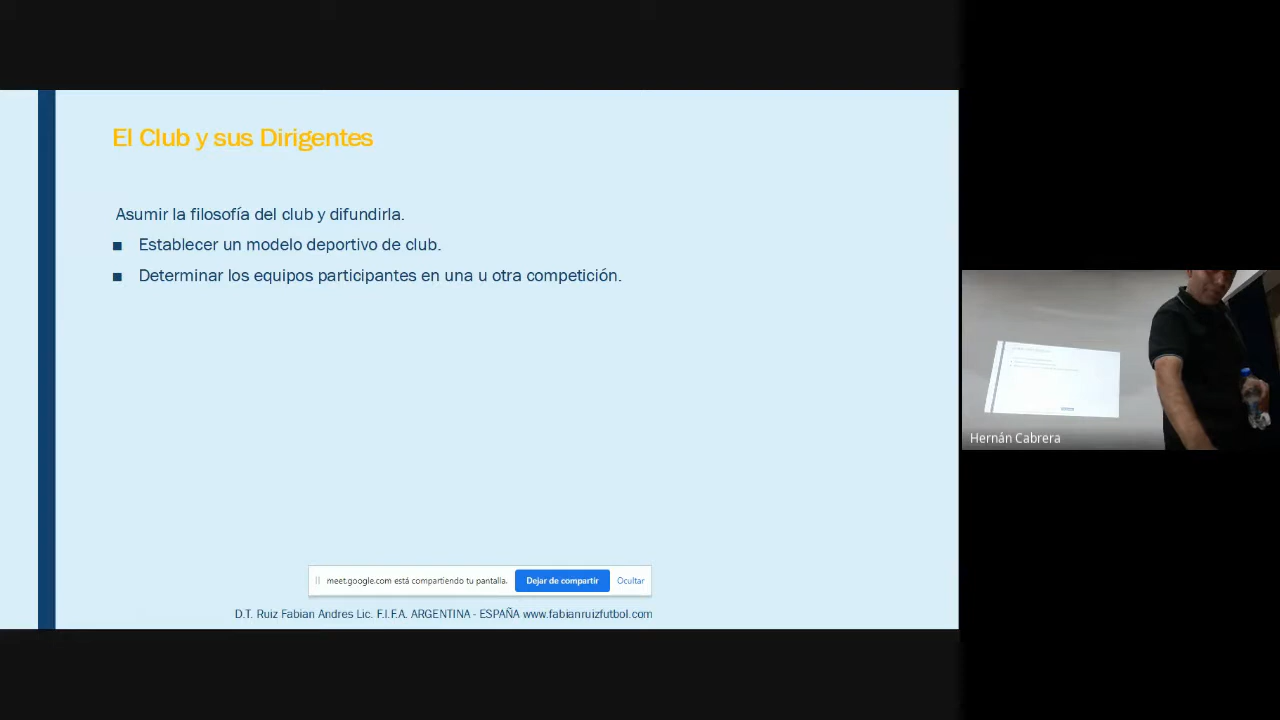 El Club y sus Dirigentes
Asumir la filosofía del club y difundirla.
Establecer un modelo deportivo de club.
Determinar los equipos participantes en una u otra competición.
meet.google.com está compartiendo tu pantalla.
Dejar de compartir
Ocultar
D.T. Ruiz Fabian Andres Lic. F.I.F.A. ARGENTINA - ESPAÑA www.fabianruizfutbol.com
Hernán Cabrera